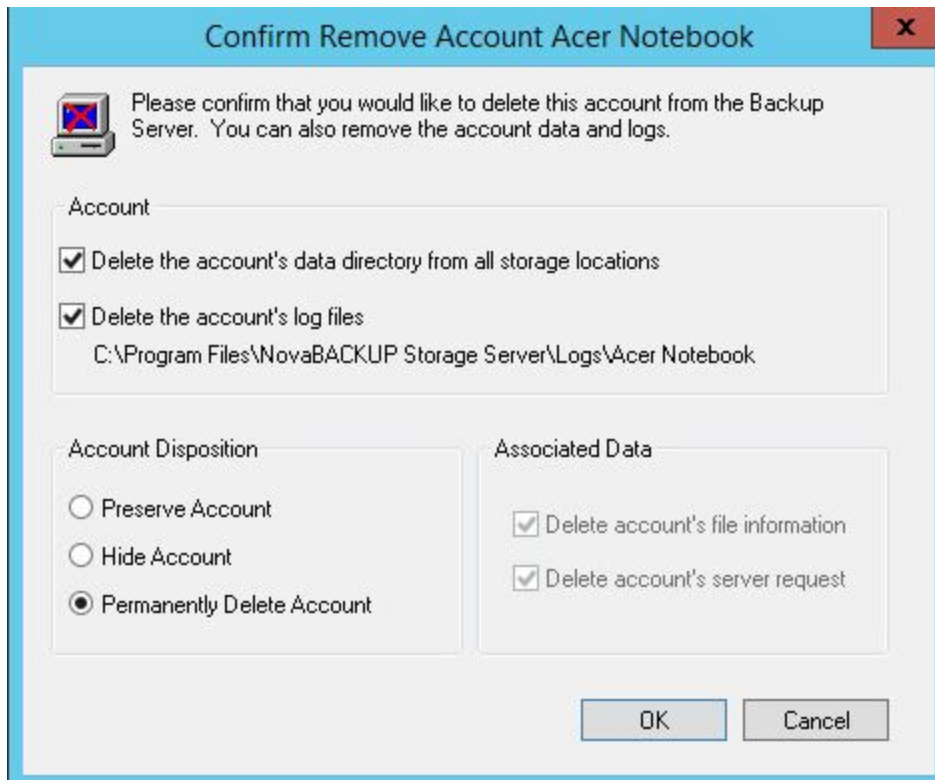 Confirm Remove Account Acer Notebook
x
Please confirm that you would like to delete this account from the Backup
Server. You can also remove the account data and logs.
Account
Delete the account's data directory from all storage locations
Delete the account's log files
C:\Program Files\NovaBACKUP Storage Server\Logs\Acer Notebook
Account Disposition
Preserve Account
Hide Account
Permanently Delete Account
Associated Data
Delete account's file information
Delete account's server request
OK
Cancel